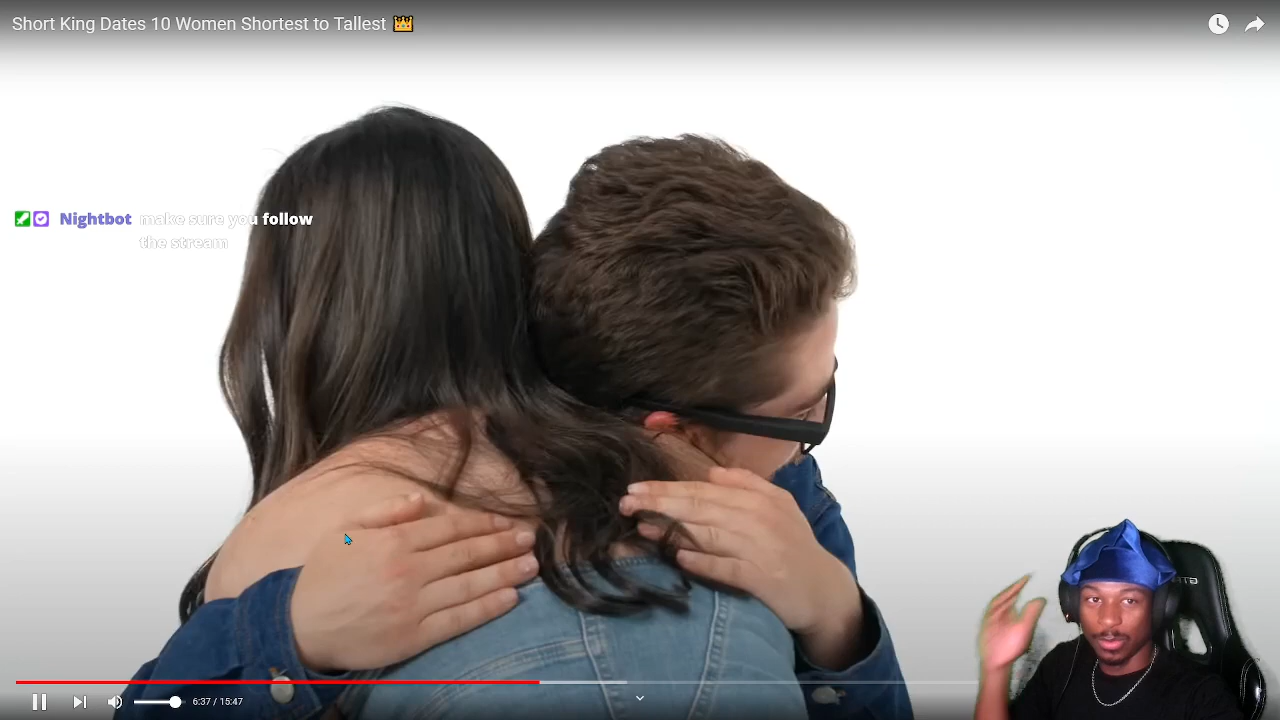 Short King Dates 10 Women Shortest to Tallest 👑
Nightbot make sure you follow
the stream
6:37 / 15:47